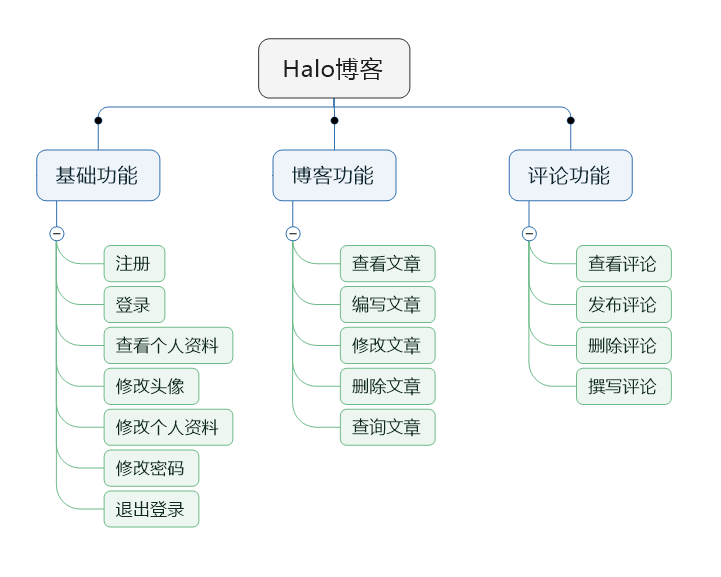 Halo博客
基础功能
注册
登录
查看个人资料
修改头像
修改个人资料
修改密码
退出登录
博客功能
查看文章
编写文章
修改文章
删除文章
查询文章
评论功能
查看评论
发布评论
删除评论
撰写评论